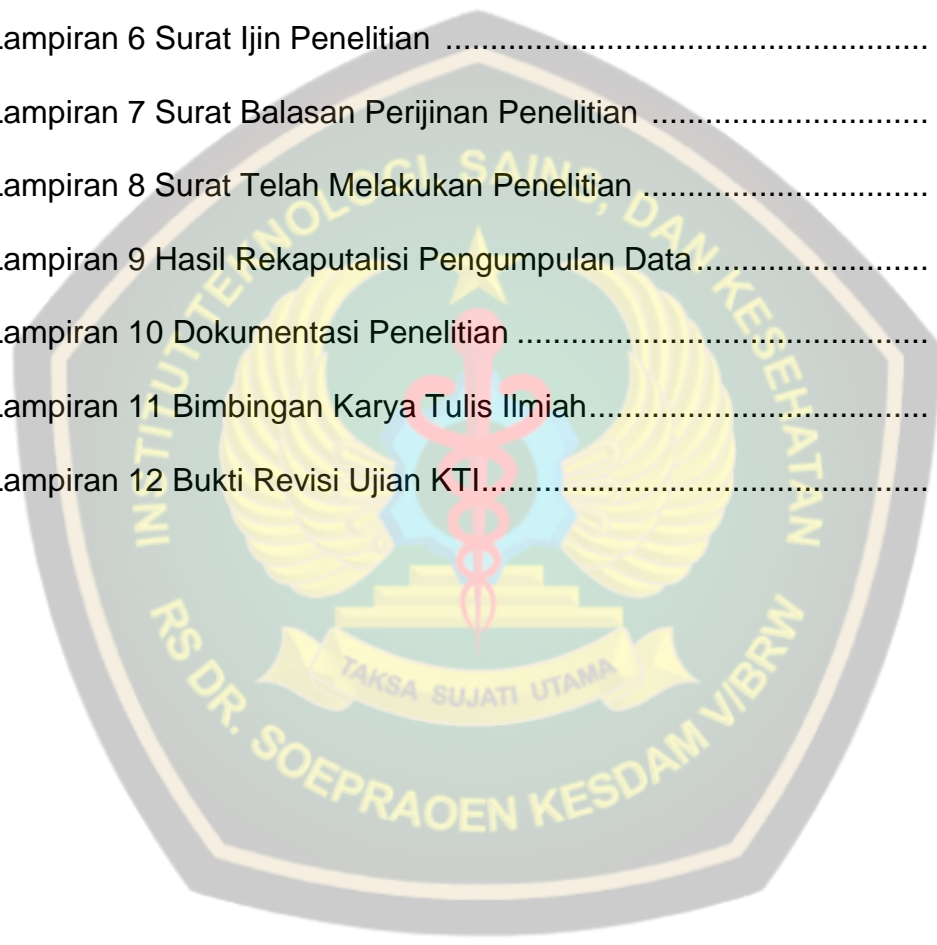 Lampiran 6 Surat Ijin Penelitian ......................................................
Lampiran 7 Surat Balasan Perijinan Penelitian ...............................
Lampiran 8 Surat Telah Melakukan Penelitian ................................
Lampiran 9 Hasil Rekaputalisi Pengumpulan Data..........................
Lampiran 10 Dokumentasi Penelitian ..............................................
Lampiran 11 Bimbingan Karya Tulis Ilmiah......................................
Lampiran 12 Bukti Revisi Ujian KTI..................................................
INSTITUT TEKNOLOGI, SAINS, DAN KESEHATAN
TAKSA SUJATI UTAMA
RS DR. SOEPRAOEN KESDAM V/BRW